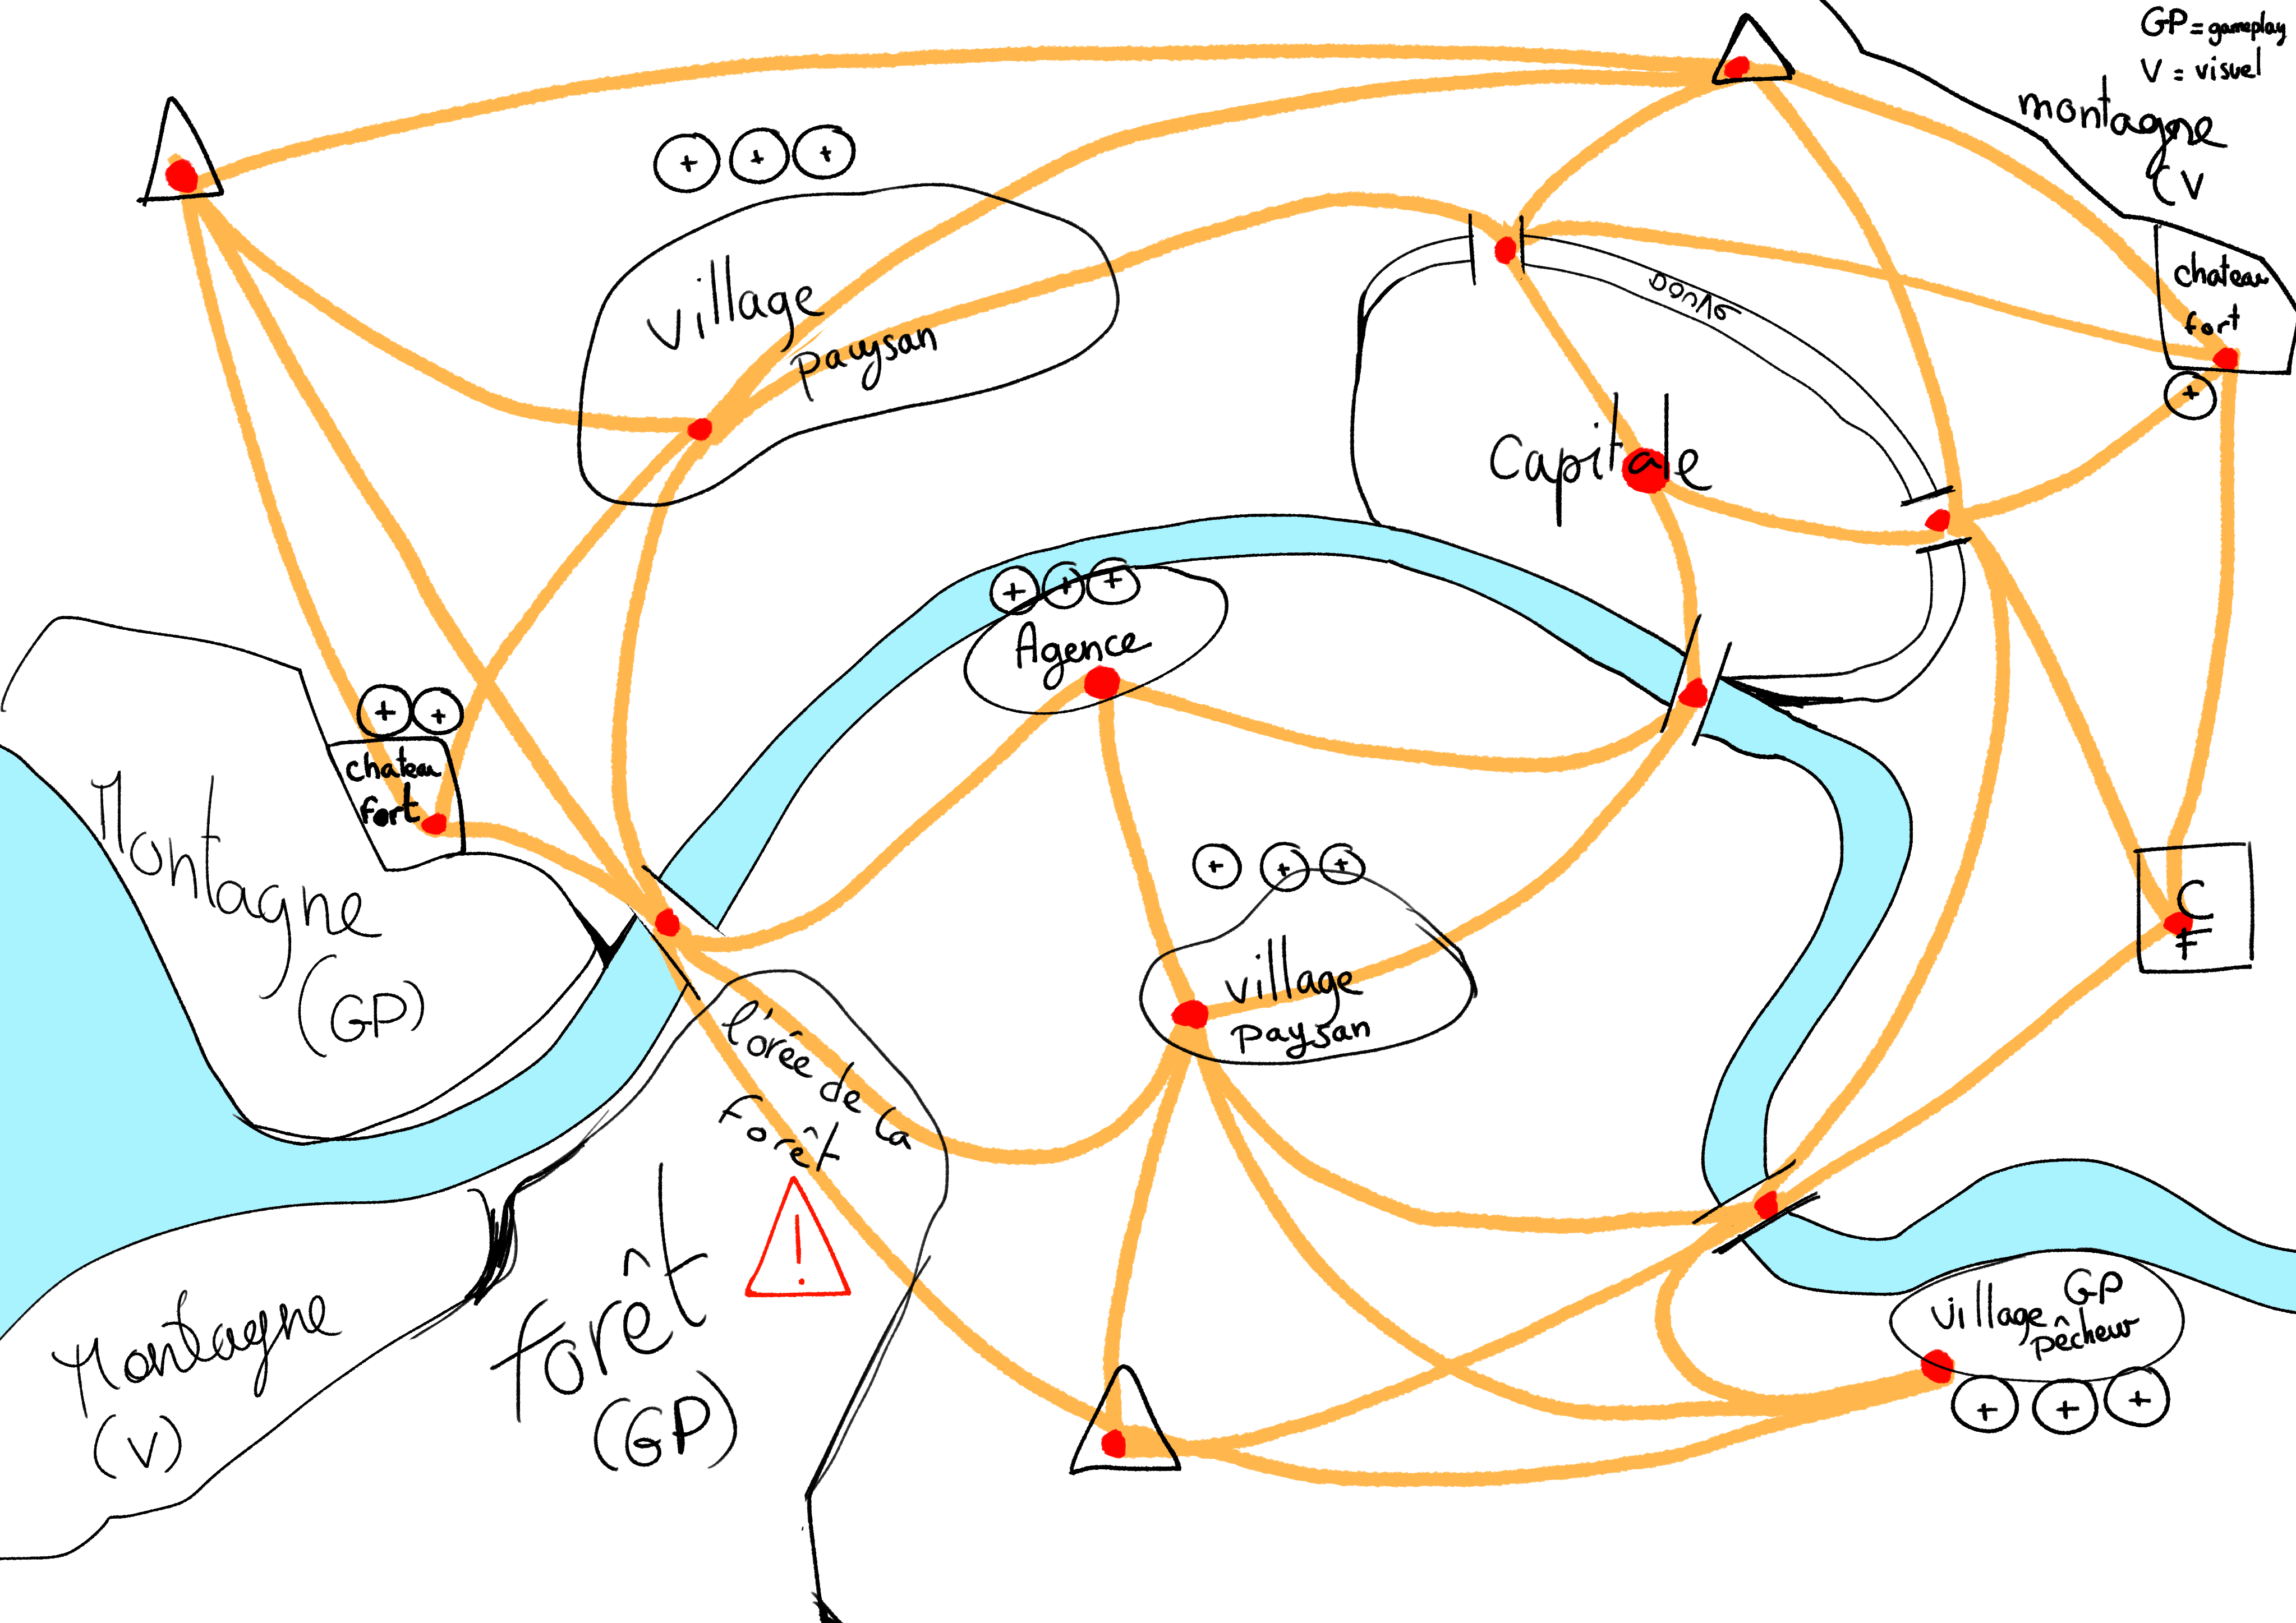 GP = gameplay
V = visuel
montagne
(V
village
paysan
chateau
fort
+
Douve
Capitale
+ + +
+ + +
Agence
+ +
chateau
fort
Montagne
(GP)
+ + +
village
paysan
C
F
l'orée de la
Forêt
!
Forêt
(GP)
Montagne
(V)
village GP
pêcheur
+ + +